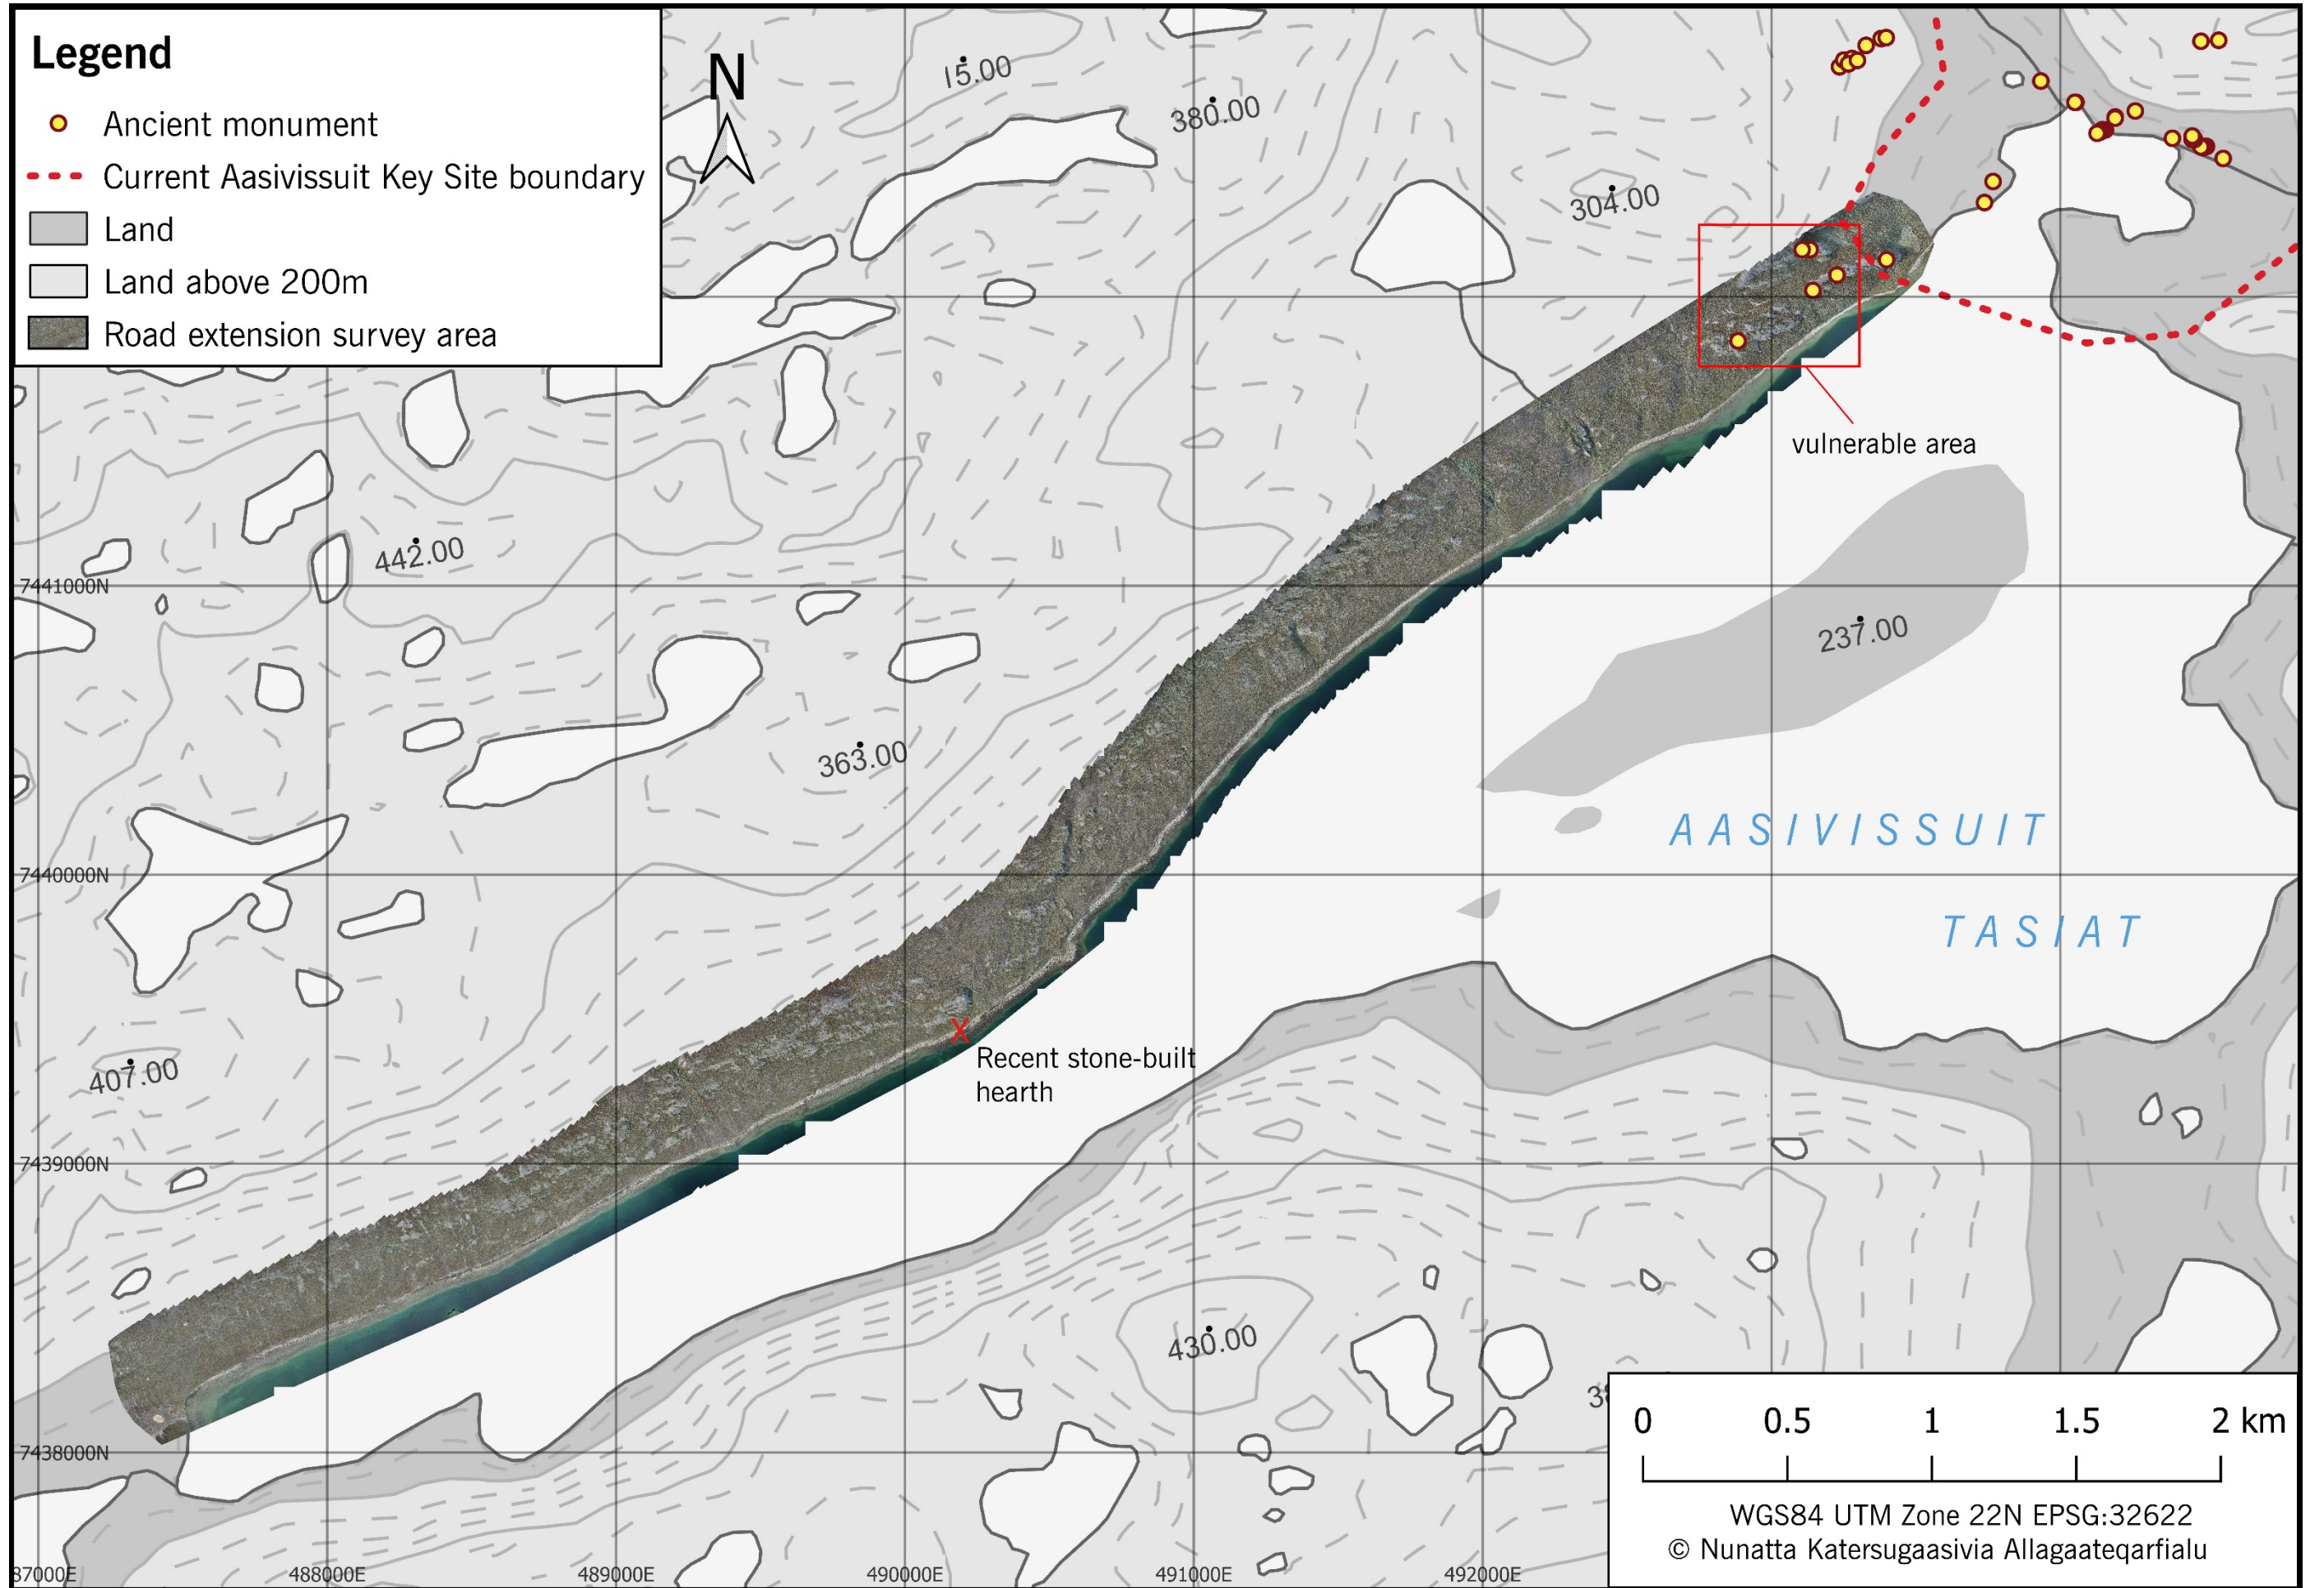 Legend
Ancient monument
Current Aasivissuit Key Site boundary
Land
Land above 200m
Road extension survey area
N
15.00
380.00
304.00
vulnerable area
442.00
7441000N
237.00
363.00
AASIVISSUIT
7440000N
TASIAT
Recent stone-built
hearth
407.00
7439000N
430.00
38
7438000N
0 0.5 1 1.5 2 km
WGS84 UTM Zone 22N EPSG:32622
© Nunatta Katersugaasivia Allagaateqarfialu
87000E 488000E 489000E 490000E 491000E 492000E